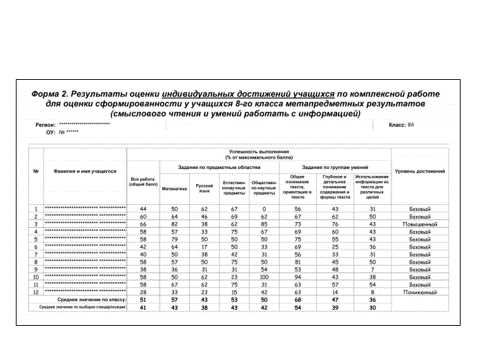 Форма 2. Результаты оценки индивидуальных достижений учащихся по комплексной работе
для оценки сформированности у учащихся 8-го класса метапредметных результатов
(смыслового чтения и умений работать с информацией)
Регион: ************************ Класс: 8А
ОУ: № ******
№ Фамилия и имя учащегося Успешность выполнения (% от максимального балла) Уровень достижений
Задания по предметным областям Задания по группам умений
Вся работа (общий балл) Математика Русский язык Естественно-научные предметы Общественно-научные предметы Общее понимание текста, ориентация в тексте Глубокое и детальное понимание содержания и формы текста Использование информации из текста для различных целей
1 ************************ ************ 44 50 62 67 0 56 43 31 Базовый
2 ************************ ************ 60 64 46 69 62 67 62 50 Базовый
3 ************************ ************ 66 82 38 62 85 73 76 43 Повышенный
4 ************************ ************ 58 57 33 75 67 69 60 43 Базовый
5 ************************ ************ 58 79 50 50 50 75 55 43 Базовый
6 ************************ ************ 42 64 17 50 33 69 25 36 Базовый
7 ************************ ************ 40 50 38 42 31 56 33 31 Базовый
8 ************************ ************ 58 57 50 75 50 81 45 50 Базовый
9 ************************ ************ 38 36 31 31 54 53 48 7 Базовый
10 ************************ ************ 58 50 62 23 100 94 43 38 Базовый
11 ************************ ************ 58 67 62 75 31 63 57 54 Базовый
12 ************************ ************ 28 33 23 15 42 63 14 8 Пониженный
Среднее значение по классу: 51 57 43 53 50 68 47 36
Среднее значение по выборке стандартизации: 41 43 38 43 42 54 39 30